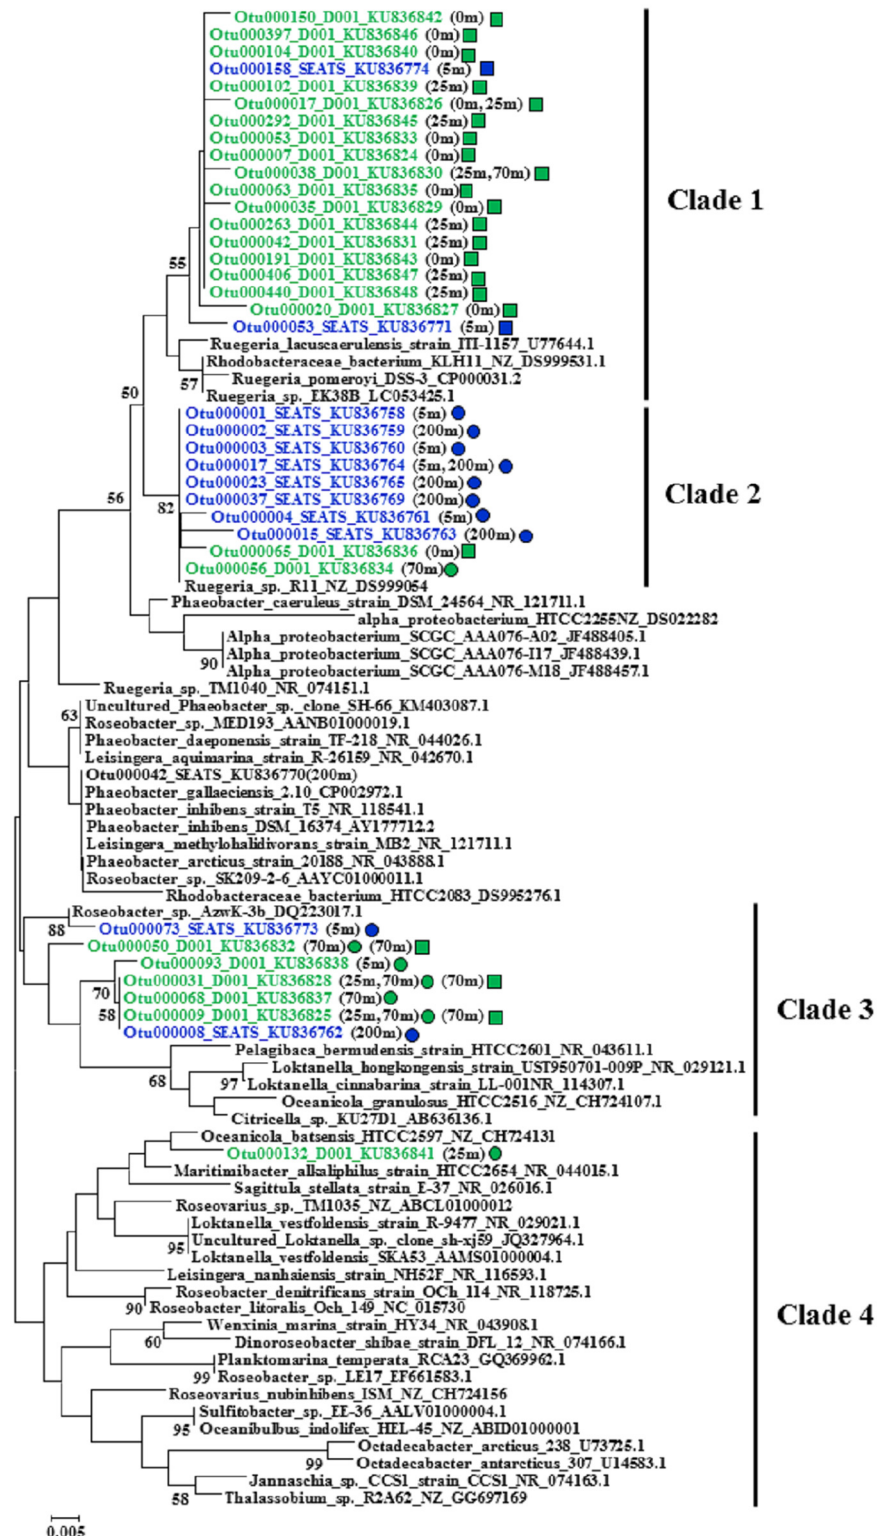 Otu000150_D001_KU836842 (0m)
Otu000397_D001_KU836846 (0m)
Otu000104_D001_KU836840 (0m)
Otu000158_SEATS_KU836774 (5m)
Otu000102_D001_KU836839 (25m)
Otu000017_D001_KU836826 (0m,25m)
Otu000292_D001_KU836845 (25m)
Otu000053_D001_KU836833 (0m)
Otu000007_D001_KU836824 (0m)
Otu000038_D001_KU836830 (25m,70m)
Otu000063_D001_KU836835 (0m)
Clade 1
Otu000035_D001_KU836829 (0m)
Otu000263_D001_KU836844 (25m)
Otu000042_D001_KU836831 (25m)
Otu000191_D001_KU836843 (0m)
55
Otu000406_D001_KU836847 (25m)
Otu000440_D001_KU836848 (25m)
Otu000020_D001_KU836827 (0m)
Otu000053_SEATS_KU836771 (5m)
Ruegeria_lacuscaerulensis_strain_ITI-1157_U77644.1
Rhodobacteraceae_bacterium_KLH11_NZ_DS999531.1
57
Ruegeria_pomeroyi_DSS-3_CP000031.2
50
Ruegeria_sp._EK38B_LC053425.1
Otu000001_SEATS_KU836758 (5m)
Otu000002_SEATS_KU836759 (200m)
Otu000003_SEATS_KU836760 (5m)
Otu000017_SEATS_KU836764 (5m,200m)
Otu000023_SEATS_KU836765 (200m)
Clade 2
56
Otu000037_SEATS_KU836769 (200m)
82
Otu000004_SEATS_KU836761 (5m)
Otu000015_SEATS_KU836763 (200m)
Otu000065_D001_KU836836 (0m)
Otu000056_D001_KU836834 (70m)
Ruegeria_sp._R11_NZ_DS999054
Phaeobacter_caeruleus_strain_DSM_24564_NR_121711.1
alpha_proteobacterium_HTCC2255NZ_DS022282
Alpha_proteobacterium_SCGC_AAA076-A02_JF488405.1
Alpha_proteobacterium_SCGC_AAA076-I17_JF488439.1
90
Alpha_proteobacterium_SCGC_AAA076-M18_JF488457.1
Ruegeria_sp._TM1040_NR_074151.1
Uncultured_Phaeobacter_sp._clone_SH-66_KM403087.1
63
Roseobacter_sp._MED193_AANB01000019.1
Phaeobacter_daeponensis_strain_TF-218_NR_044026.1
Leisingera_aquimarina_strain_R-26159_NR_042670.1
Otu000042_SEATS_KU836770(200m)
Phaeobacter_gallaeciensis_2.10_CP002972.1
Phaeobacter_inhibens_strain_T5_NR_118541.1
Phaeobacter_inhibens_DSM_16374_AY177712.2
Leisingera_methylohalidivorans_strain_MB2_NR_121711.1
Phaeobacter_arcticus_strain_20188_NR_043888.1
Roseobacter_sp._SK209-2-6_AAYC01000011.1
Rhodobacteraceae_bacterium_HTCC2083_DS995276.1
Roseobacter_sp._AzwK-3b_DQ223017.1
88
Otu000073_SEATS_KU836773 (5m)
Otu000050_D001_KU836832 (70m) (70m)
Otu000093_D001_KU836838 (5m)
Otu000031_D001_KU836828 (25m,70m) (70m)
70
Otu000068_D001_KU836837 (70m)
58
Otu000009_D001_KU836825 (25m,70m) (70m)
Clade 3
Otu000008_SEATS_KU836762 (200m)
Pelagibaca_bermudensis_strain_HTCC2601_NR_043611.1
Loktanella_hongkongensis_strain_UST950701-009P_NR_029121.1
68
97
Loktanella_cinnabarina_strain_LL-001NR_114307.1
Oceanicola_granulosus_HTCC2516_NZ_CH724107.1
Citricella_sp._KU27D1_AB636136.1
Oceanicola_batsensis_HTCC2597_NZ_CH724131
Otu000132_D001_KU836841 (25m)
Maritimibacter_alkaliphilus_strain_HTCC2654_NR_044015.1
Sagittula_stellata_strain_E-37_NR_026016.1
Roseovarius_sp._TM1035_NZ_ABCL01000012
Loktanella_vestfoldensis_strain_R-9477_NR_029021.1
Uncultured_Loktanella_sp._clone_sh-xj59_JQ327964.1
95
Loktanella_vestfoldensis_SKA53_AAMS01000004.1
Leisingera_nanhaiensis_strain_NH52F_NR_116593.1
Roseobacter_denitrificans_strain_OCh_114_NR_118725.1
90
Roseobacter_litoralis_Och_149_NC_015730
Clade 4
Wenxinia_marina_strain_HY34_NR_043908.1
60
Dinoroseobacter_shibae_strain_DFL_12_NR_074166.1
Planktomarina_temperata_RCA23_GQ369962.1
99
Roseobacter_sp._LE17_EF661583.1
Roseovarius_nubinhibens_ISM_NZ_CH724156
Sulfitobacter_sp._EE-36_AALV01000004.1
95
Oceanibulbus_indolifex_HEL-45_NZ_ABID01000001
Octadecabacter_arcticus_238_U73725.1
99
Octadecabacter_antarcticus_307_U14583.1
Jannaschia_sp._CCS1_strain_CCS1_NR_074163.1
58
Thalassobium_sp._R2A62_NZ_GG697169
0.005